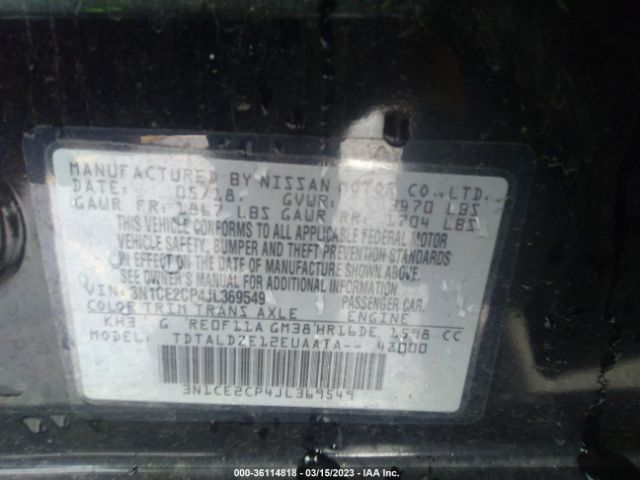 MANUFACTURED BY NISSAN MOTOR CO., LTD.
DATE: 05/18. GVWR: 3970 LBS
GAWR FR: 1867 LBS GAWR RR: 1704 LBS
THIS VEHICLE CONFORMS TO ALL APPLICABLE FEDERAL MOTOR
VEHICLE SAFETY, BUMPER AND THEFT PREVENTION STANDARDS
IN EFFECT ON THE DATE OF MANUFACTURE SHOWN ABOVE.
SEE OWNER'S MANUAL FOR ADDITIONAL INFORMATION
VIN: 3N1CE2CP4JL369549 PASSENGER CAR.
COLOR TRIM TRANS AXLE ENGINE
KH3 G RE0F11A GM38 HR16DE 1598 CC
MODEL: TDTALDZE12EUAATA--
3N1CE2CP4JL369549
000-36114818 - 03/15/2023 - IAA Inc.